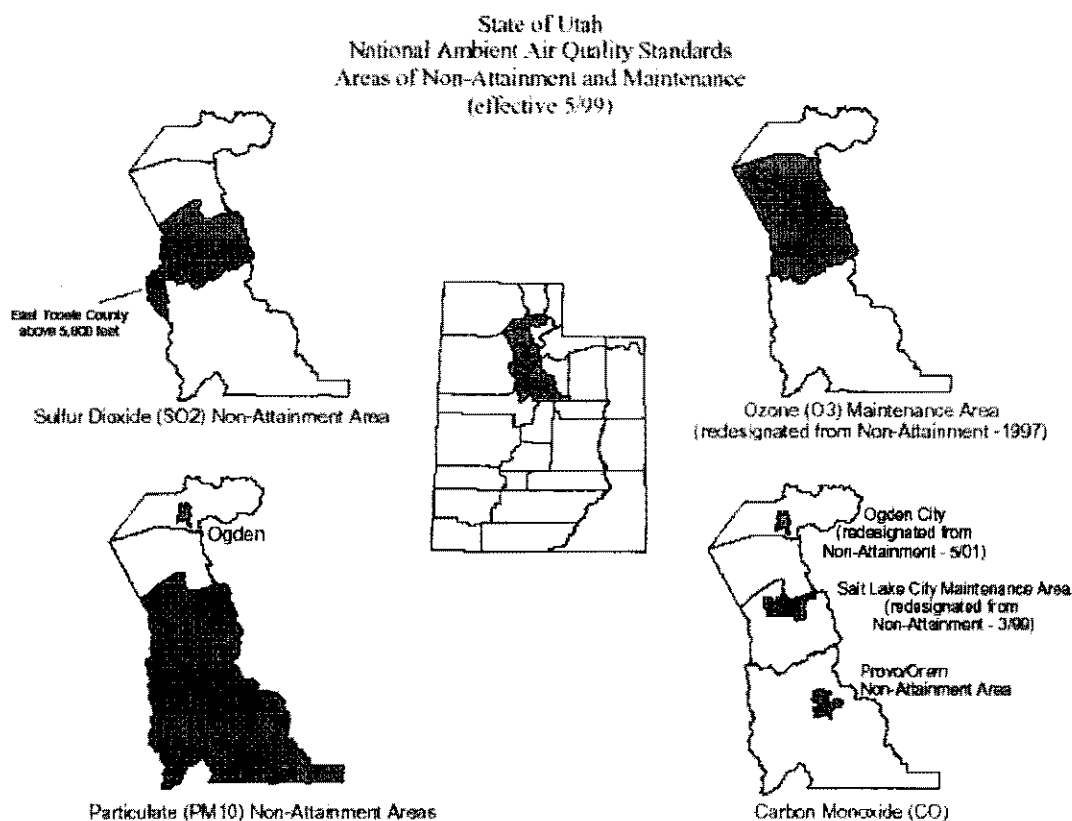 State of Utah
National Ambient Air Quality Standards
Areas of Non-Attainment and Maintenance
(effective 5/99)
East Tooele County
above 5,600 feet
Sulfur Dioxide (SO2) Non-Attainment Area
Ozone (O3) Maintenance Area
(redesignated from Non-Attainment - 1997)
Ogden
Particulate (PM10) Non-Attainment Areas
Ogden City
(redesignated from
Non-Attainment - 5/01)
Salt Lake City Maintenance Area
(redesignated from
Non-Attainment - 3/99)
Provo/Orem
Non-Attainment Area
Carbon Monoxide (CO)